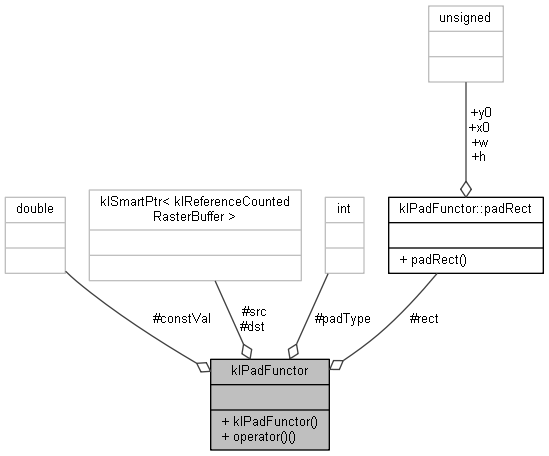 unsigned
+y0
+x0
+w
+h
double
klSmartPtr< klReferenceCounted
RasterBuffer >
int
klPadFunctor::padRect
+ padRect()
#constVal
#src
#dst
#padType
#rect
klPadFunctor
+ klPadFunctor()
+ operator()()